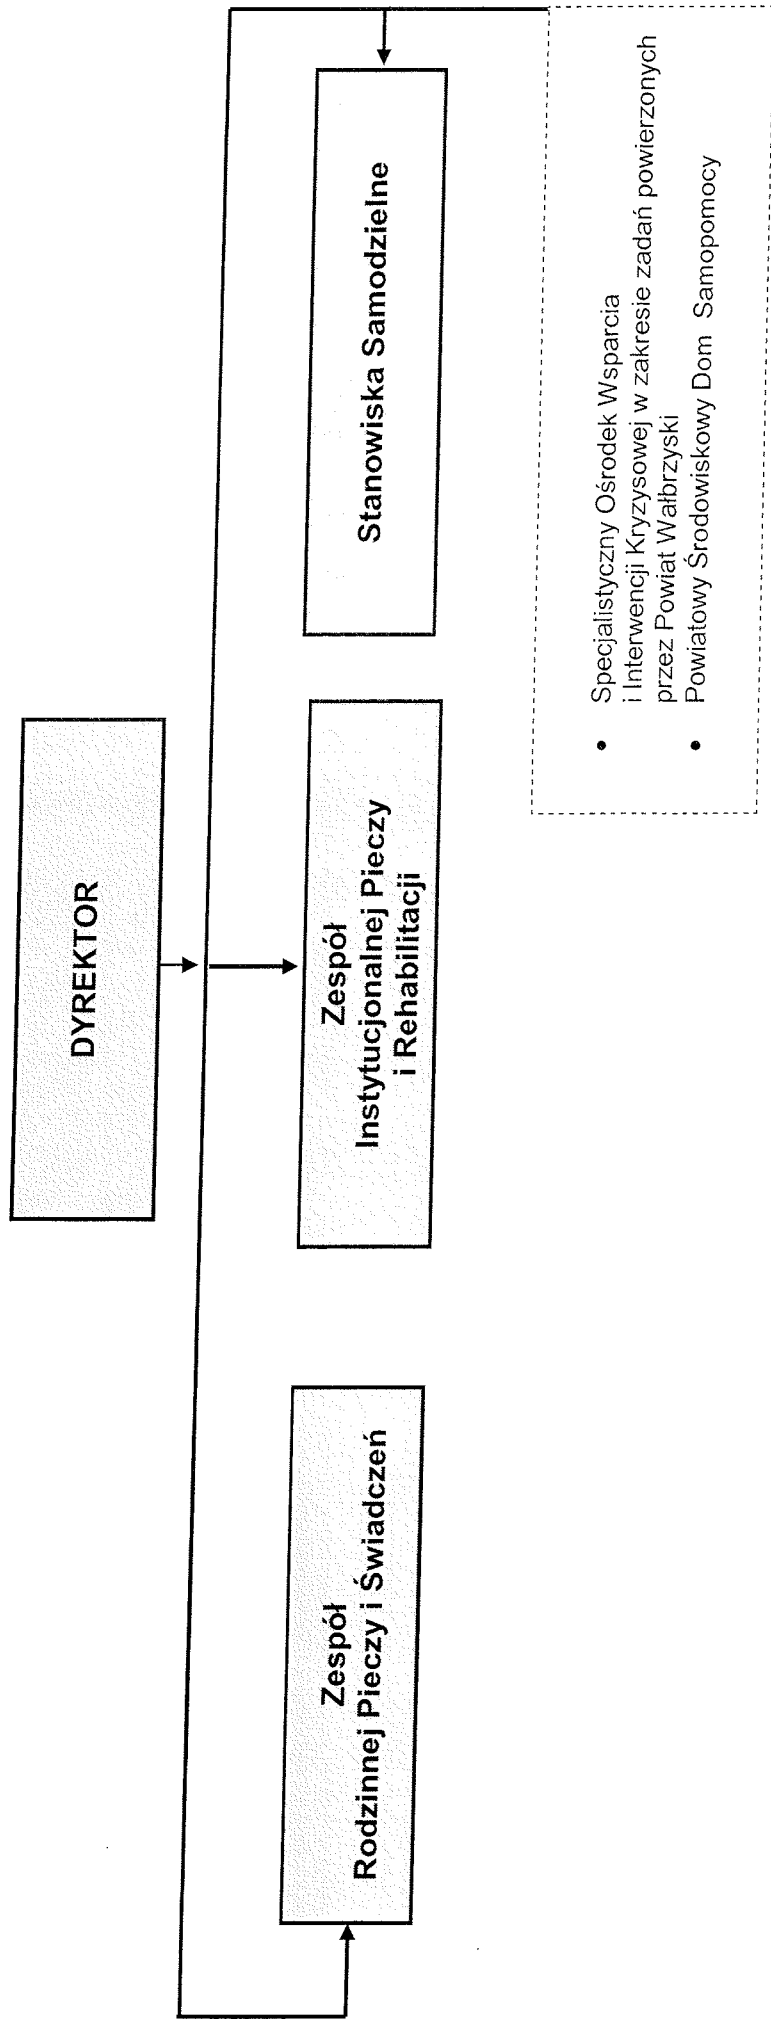 DYREKTOR
Zespół
Rodzinnej Pieczy i Świadczeń
Zespół
Instytucjonalnej Pieczy
i Rehabilitacji
Stanowiska Samodzielne
• Specjalistyczny Ośrodek Wsparcia
i Interwencji Kryzysowej w zakresie zadań powierzonych
przez Powiat Wałbrzyski
• Powiatowy Środowiskowy Dom Samopomocy